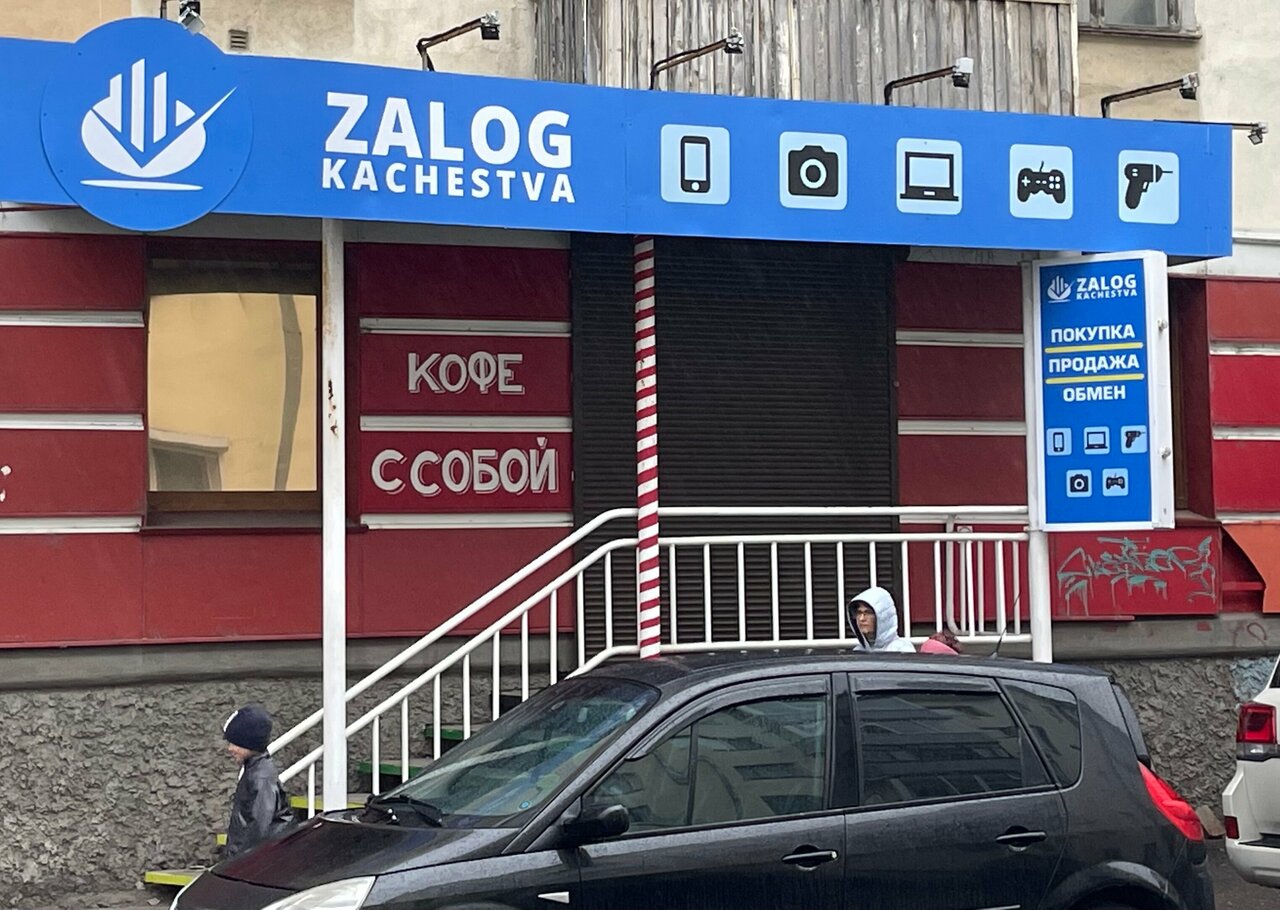 ZALOG
KACHESTVA
КОФЕ
С СОБОЙ
ZALOG
KACHESTVA
ПОКУПКА
ПРОДАЖА
ОБМЕН